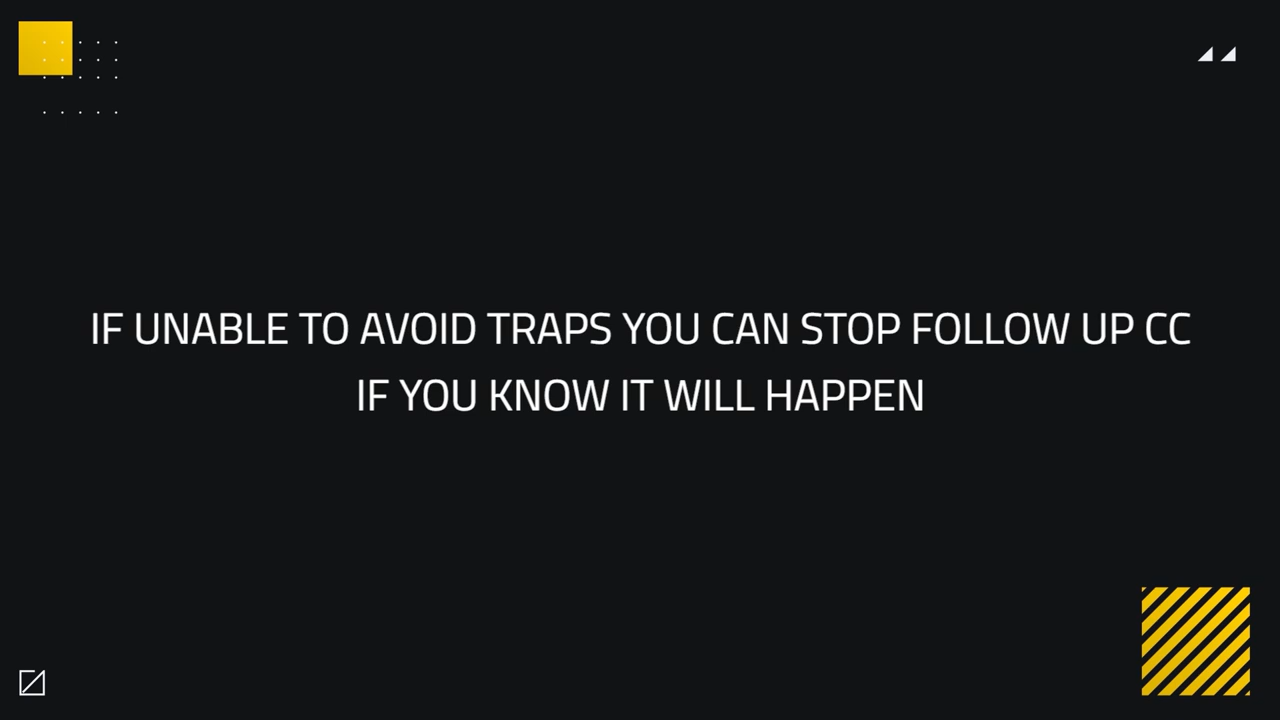 IF UNABLE TO AVOID TRAPS YOU CAN STOP FOLLOW UP CC
IF YOU KNOW IT WILL HAPPEN